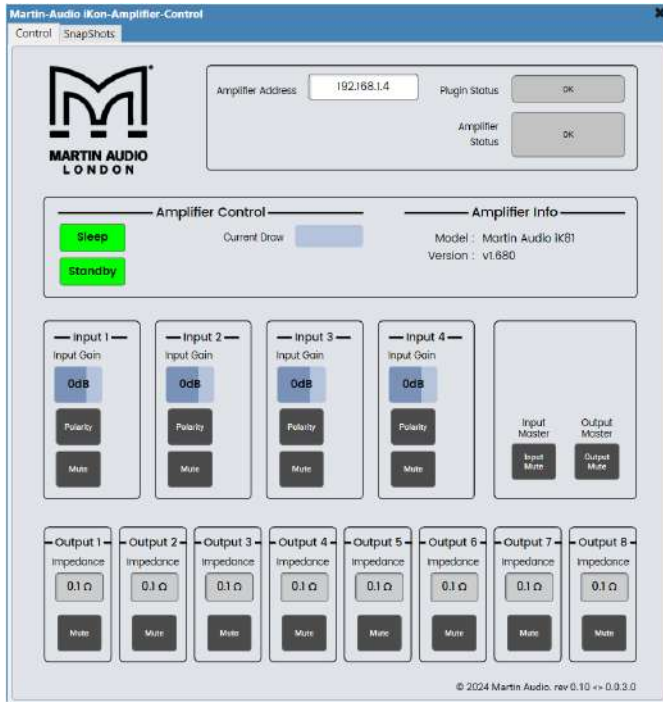 Martin-Audio iKon-Amplifier-Control
Control SnapShots
MARTIN AUDIO
LONDON
Amplifier Address 192.168.1.4 Plugin Status OK
Amplifier Status OK
Amplifier Control Amplifier Info
Sleep Current Draw Model : Martin Audio iK81
Standby Version : v1.680
Input 1 Input 2 Input 3 Input 4
Input Gain Input Gain Input Gain Input Gain
0dB 0dB 0dB 0dB
Polarity Polarity Polarity Polarity
Input Master Output Master
Mute Mute Mute Mute Input Mute Output Mute
Output 1 Output 2 Output 3 Output 4 Output 5 Output 6 Output 7 Output 8
Impedance Impedance Impedance Impedance Impedance Impedance Impedance Impedance
0.1 Ω 0.1 Ω 0.1 Ω 0.1 Ω 0.1 Ω 0.1 Ω 0.1 Ω 0.1 Ω
Mute Mute Mute Mute Mute Mute Mute Mute
© 2024 Martin Audio. rev 0.10 <> 0.0.3.0